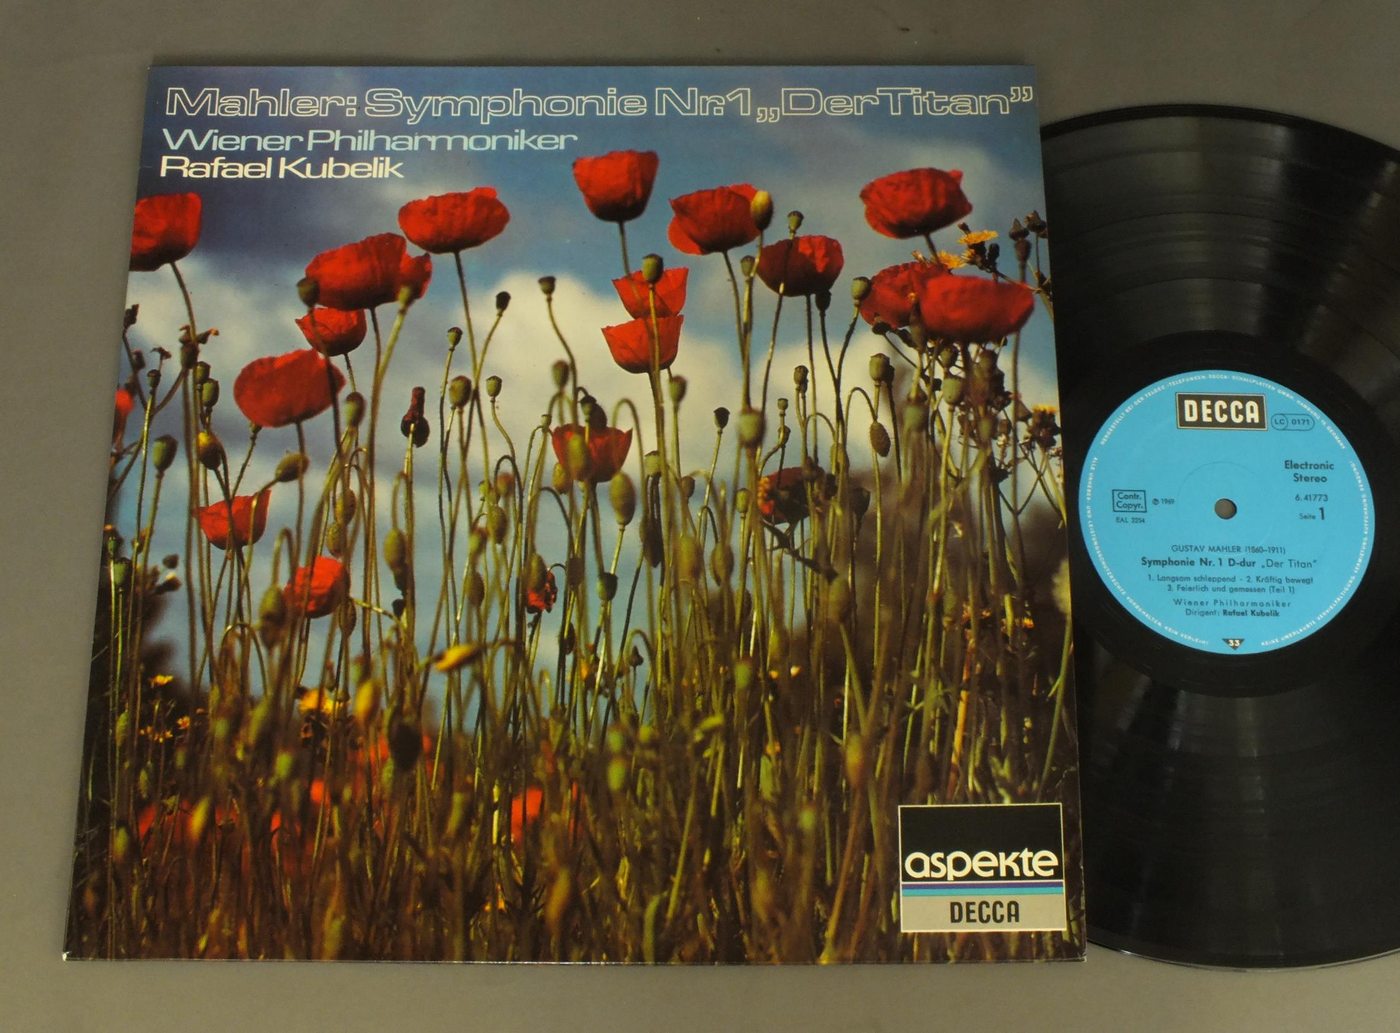 Mahler: Symphonie Nr. 1 „Der Titan”
Wiener Philharmoniker
Rafael Kubelik
aspekte
DECCA
DECCA
LC 0171
Electronic
Stereo
6.41773
Seite 1
Contr.
Copyr.
℗ 1969
EAL 3254
GUSTAV MAHLER (1860–1911)
Symphonie Nr. 1 D-dur „Der Titan”
1. Langsam schleppend - 2. Kräftig bewegt
3. Feierlich und gemessen (Teil 1)
Wiener Philharmoniker
Dirigent: Rafael Kubelik
33